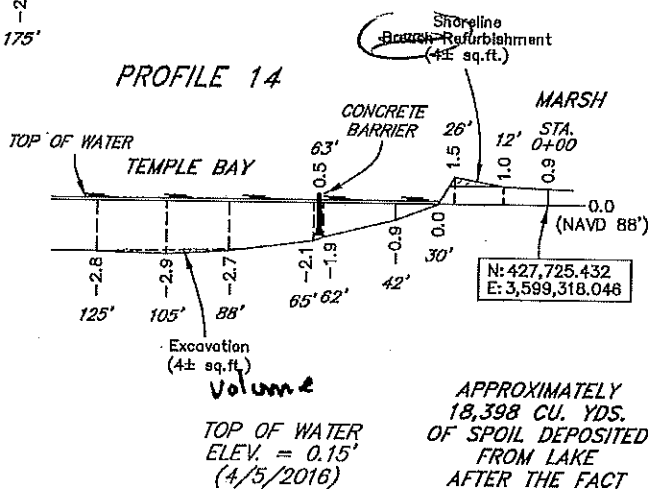 -2
175'
Shoreline
Breach Refurbishment
(4± sq.ft.)
PROFILE 14
MARSH
CONCRETE
BARRIER
TOP OF WATER
TEMPLE BAY
63'
0.5
26'
1.5
12'
1.0
STA.
0+00
0.9
0.0
(NAVD 88')
-2.8
-2.9
-2.7
-2.1
-1.9
-0.9
0.0
125'
105'
88'
65'
62'
42'
30'
N: 427,725.432
E: 3,599,318.046
Excavation
(4± sq.ft.)
volume
TOP OF WATER
ELEV. = 0.15'
(4/5/2016)
APPROXIMATELY
18,398 CU. YDS.
OF SPOIL DEPOSITED
FROM LAKE
AFTER THE FACT